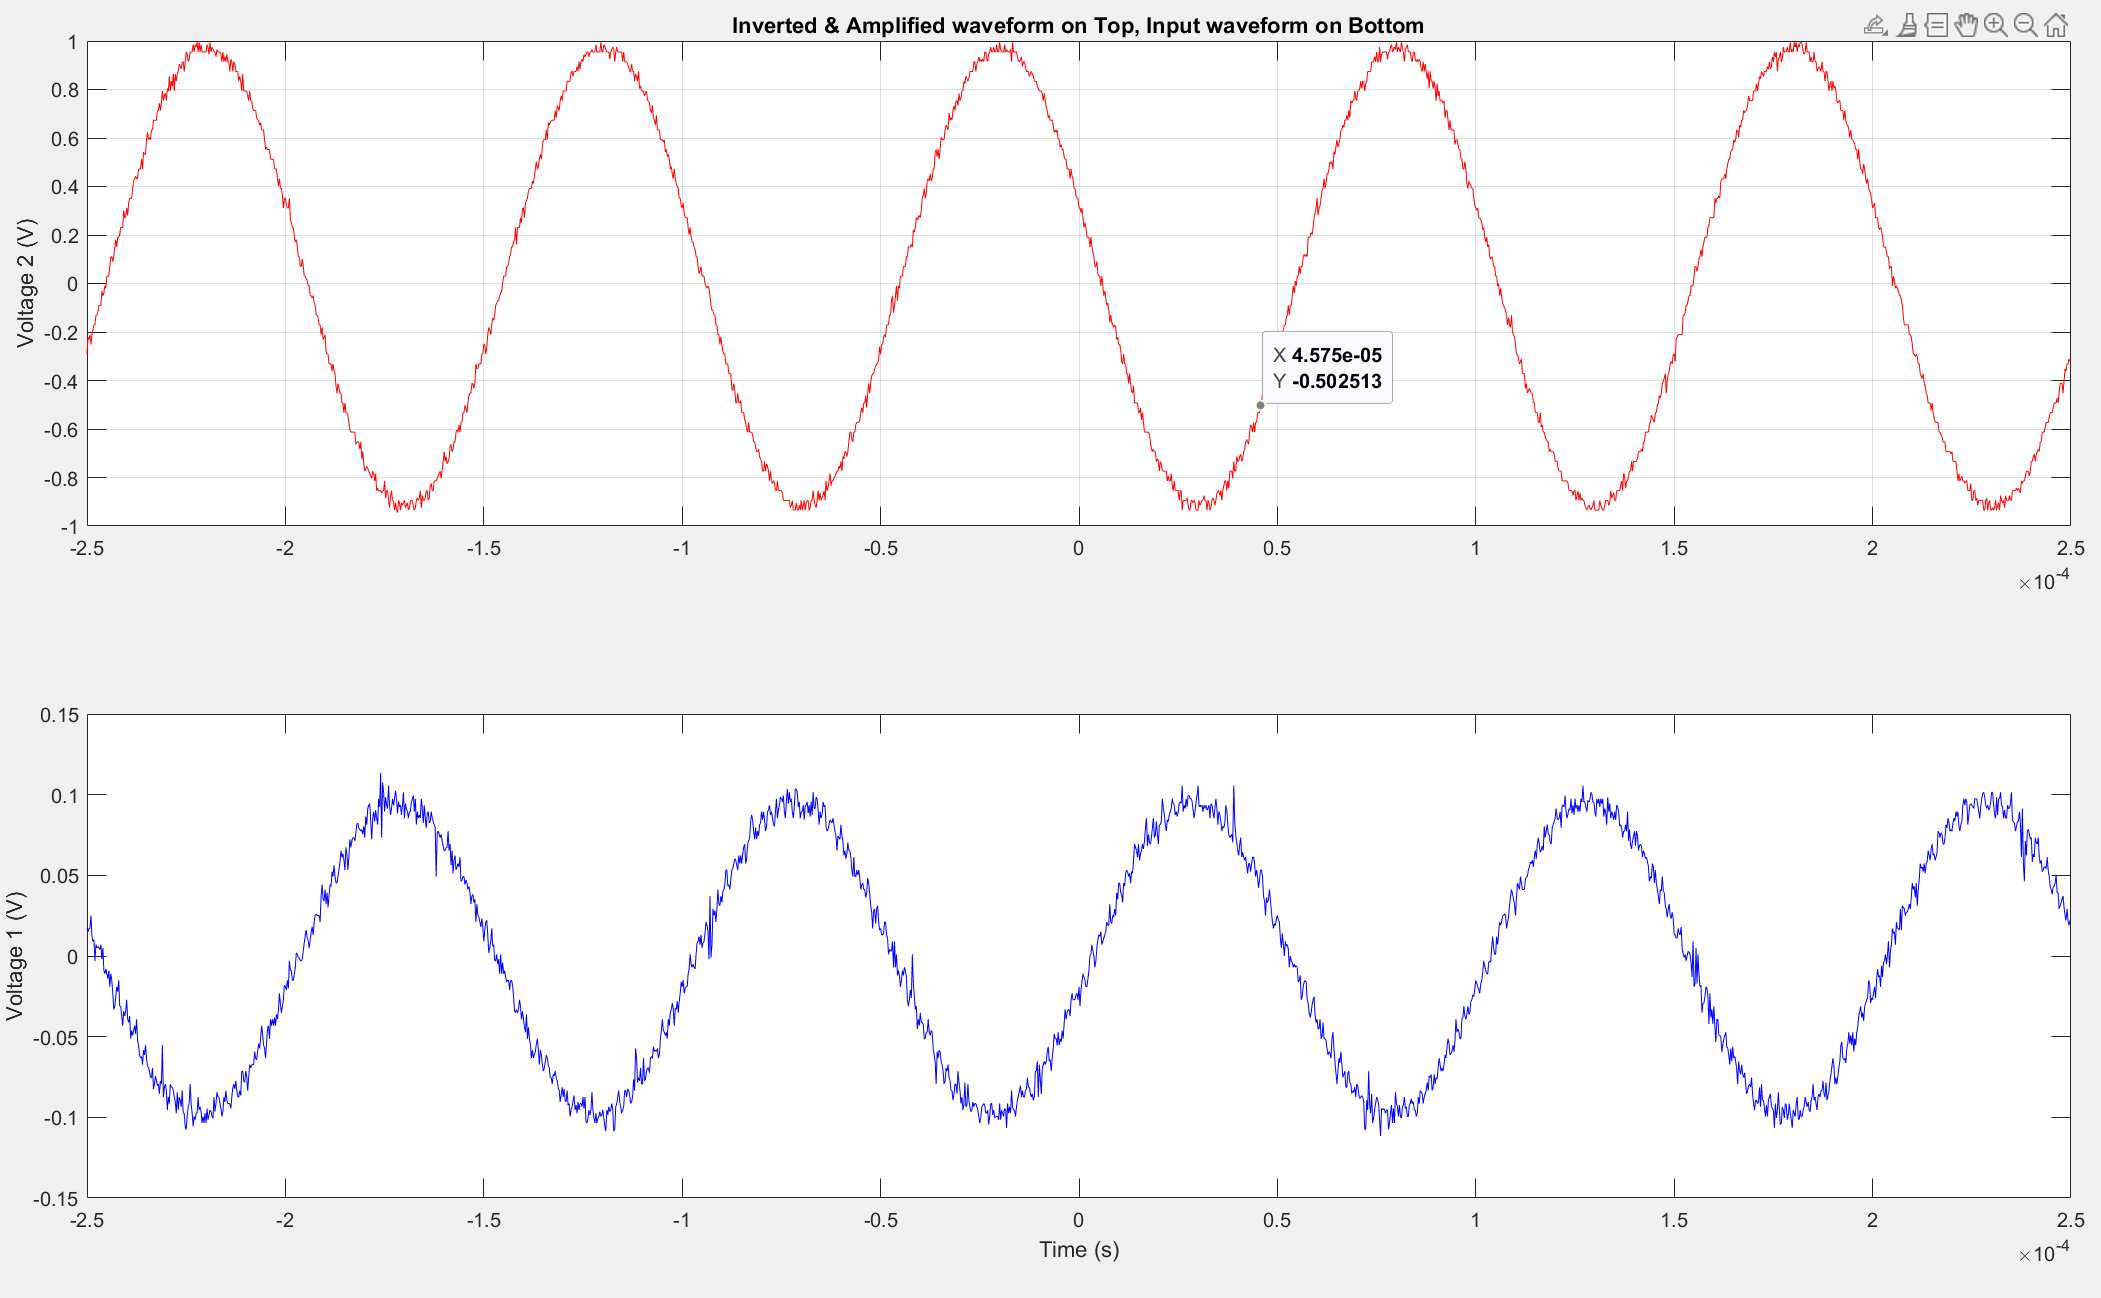 Inverted & Amplified waveform on Top, Input waveform on Bottom
1
0.8
0.6
0.4
0.2
0
-0.2
-0.4
-0.6
-0.8
-1
Voltage 2 (V)
X 4.575e-05
Y -0.502513
-2.5 -2 -1.5 -1 -0.5 0 0.5 1 1.5 2 2.5
×10-4
0.15
0.1
0.05
0
-0.05
-0.1
-0.15
Voltage 1 (V)
-2.5 -2 -1.5 -1 -0.5 0 0.5 1 1.5 2 2.5
Time (s)
×10-4